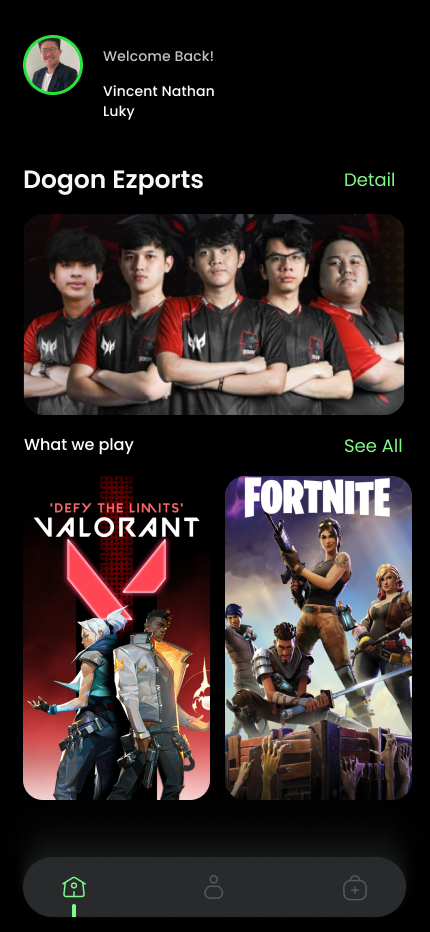 Welcome Back!
Vincent Nathan
Luky
Dogon Ezports
Detail
What we play
See All
'DEFY THE LIMITS'
VALORANT
FORTNITE